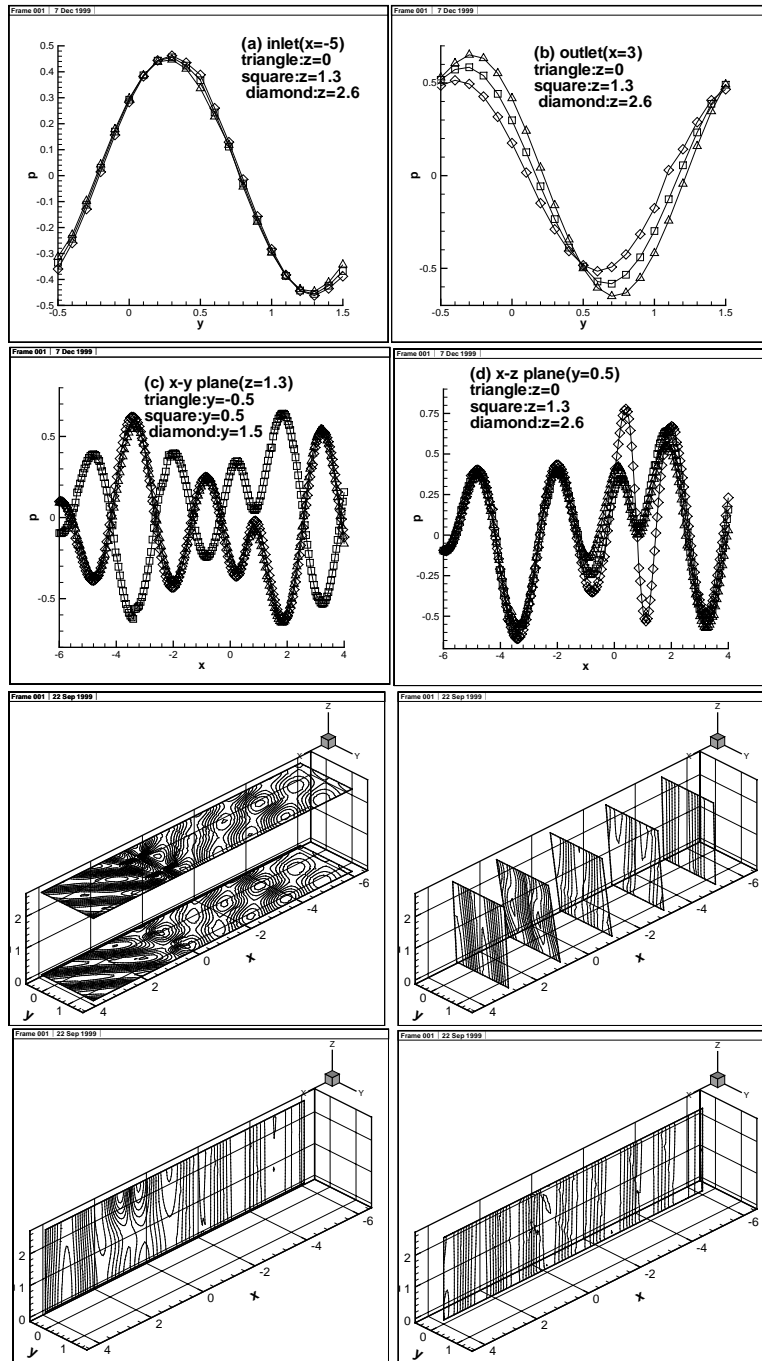 Frame 001 7 Dec 1999
(a) inlet(x=-5)
triangle:z=0
square:z=1.3
diamond:z=2.6
0.5
0.4
0.3
0.2
0.1
0
-0.1
-0.2
-0.3
-0.4
-0.5
p
-0.5 0 0.5 1 1.5
y
Frame 001 7 Dec 1999
(b) outlet(x=3)
triangle:z=0
square:z=1.3
diamond:z=2.6
0.5
0
-0.5
p
-0.5 0 0.5 1 1.5
y
Frame 001 7 Dec 1999
(c) x-y plane(z=1.3)
triangle:y=-0.5
square:y=0.5
diamond:y=1.5
0.5
0
-0.5
p
-6 -4 -2 0 2 4
x
Frame 001 7 Dec 1999
(d) x-z plane(y=0.5)
triangle:z=0
square:z=1.3
diamond:z=2.6
0.75
0.5
0.25
0
-0.25
-0.5
p
-6 -4 -2 0 2 4
x
Frame 001 22 Sep 1999
Z
X Y
2
1
0
0
1
y
4 2 0 -2 -4 -6
x
Frame 001 22 Sep 1999
Z
X Y
2
1
0
0
1
y
4 2 0 -2 -4 -6
x
Frame 001 22 Sep 1999
Z
X Y
2
1
0
0
1
y
4 2 0 -2 -4 -6
x
Frame 001 22 Sep 1999
Z
X Y
2
1
0
0
1
y
4 2 0 -2 -4 -6
x